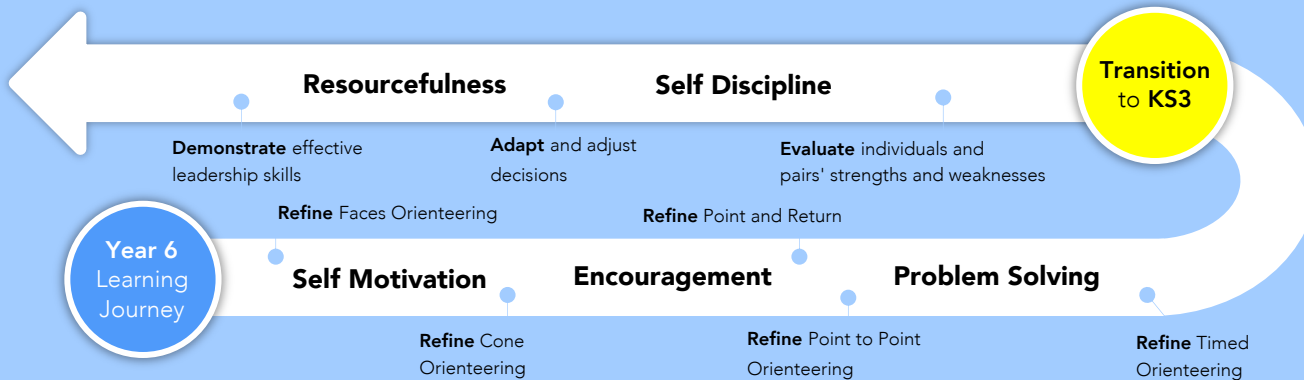 Resourcefulness
Self Discipline
Transition
to KS3
Demonstrate effective
leadership skills
Adapt and adjust
decisions
Evaluate individuals and
pairs' strengths and weaknesses
Refine Faces Orienteering
Refine Point and Return
Year 6
Learning
Journey
Self Motivation
Encouragement
Problem Solving
Refine Cone
Orienteering
Refine Point to Point
Orienteering
Refine Timed
Orienteering